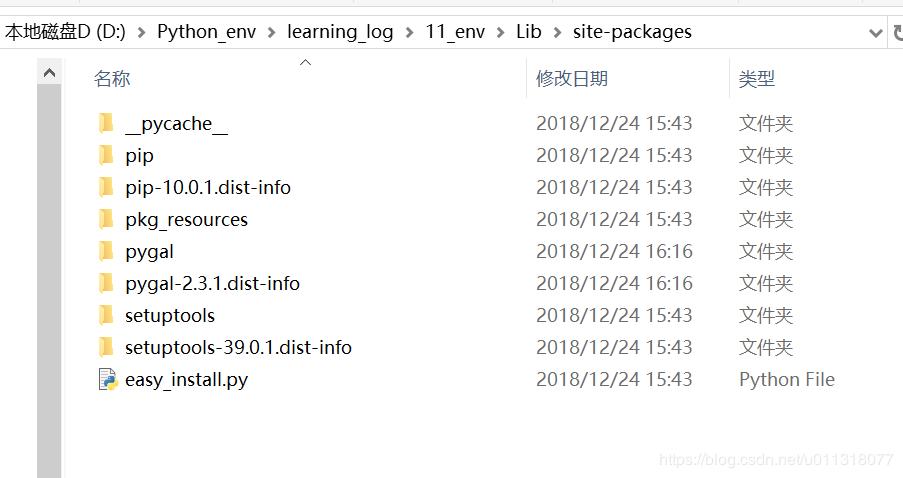 本地磁盘D (D:) > Python_env > learning_log > 11_env > Lib > site-packages
名称 修改日期 类型
__pycache__ 2018/12/24 15:43 文件夹
pip 2018/12/24 15:43 文件夹
pip-10.0.1.dist-info 2018/12/24 15:43 文件夹
pkg_resources 2018/12/24 15:43 文件夹
pygal 2018/12/24 16:16 文件夹
pygal-2.3.1.dist-info 2018/12/24 16:16 文件夹
setuptools 2018/12/24 15:43 文件夹
setuptools-39.0.1.dist-info 2018/12/24 15:43 文件夹
easy_install.py 2018/12/24 15:43 Python File
https://blog.csdn.net/u011318077